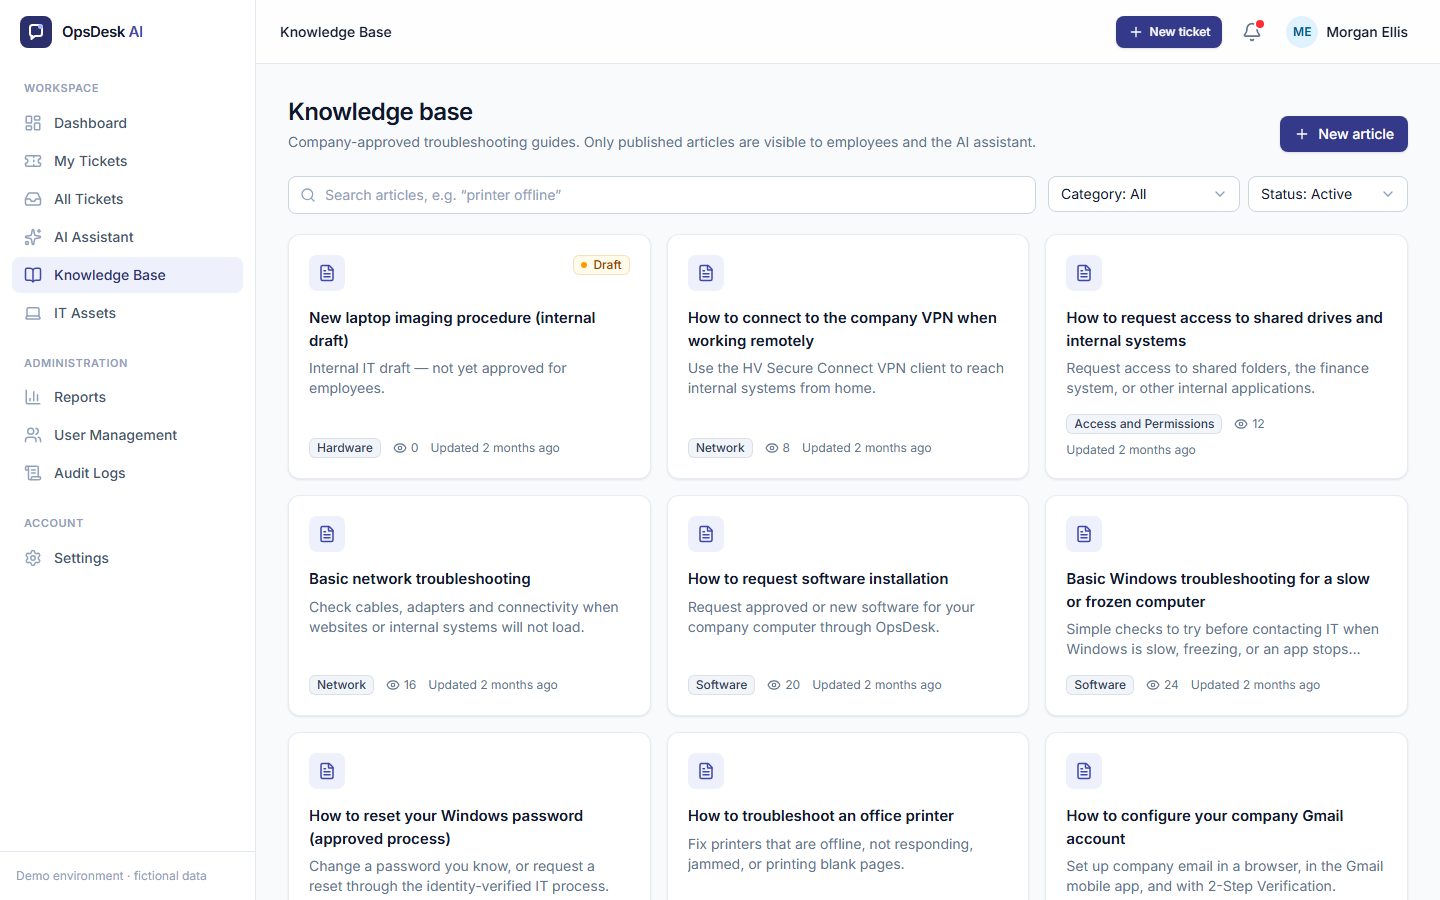 OpsDesk AI
WORKSPACE
Dashboard
My Tickets
All Tickets
AI Assistant
Knowledge Base
IT Assets
ADMINISTRATION
Reports
User Management
Audit Logs
ACCOUNT
Settings
Demo environment · fictional data
Knowledge Base
New ticket
ME
Morgan Ellis
Knowledge base
Company-approved troubleshooting guides. Only published articles are visible to employees and the AI assistant.
New article
Search articles, e.g. “printer offline”
Category: All
Status: Active
Draft
New laptop imaging procedure (internal
draft)
Internal IT draft — not yet approved for
employees.
Hardware 0 Updated 2 months ago
How to connect to the company VPN when
working remotely
Use the HV Secure Connect VPN client to reach
internal systems from home.
Network 8 Updated 2 months ago
How to request access to shared drives and
internal systems
Request access to shared folders, the finance
system, or other internal applications.
Access and Permissions 12
Updated 2 months ago
Basic network troubleshooting
Check cables, adapters and connectivity when
websites or internal systems will not load.
Network 16 Updated 2 months ago
How to request software installation
Request approved or new software for your
company computer through OpsDesk.
Software 20 Updated 2 months ago
Basic Windows troubleshooting for a slow
or frozen computer
Simple checks to try before contacting IT when
Windows is slow, freezing, or an app stops...
Software 24 Updated 2 months ago
How to reset your Windows password
(approved process)
Change a password you know, or request a
reset through the identity-verified IT process.
How to troubleshoot an office printer
Fix printers that are offline, not responding,
jammed, or printing blank pages.
How to configure your company Gmail
account
Set up company email in a browser, in the Gmail
mobile app, and with 2-Step Verification.